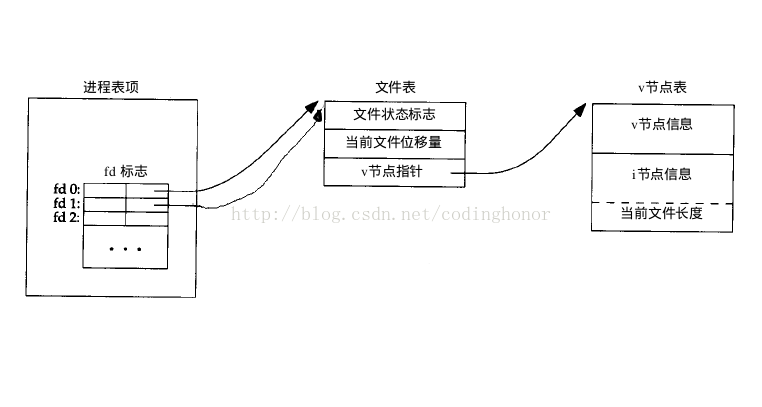 进程表项
文件表
v节点表
文件状态标志
当前文件位移量
v节点指针
v节点信息
i节点信息
当前文件长度
fd 标志
fd 0:
fd 1:
fd 2:
• • •
http://blog.csdn.net/codinghonor